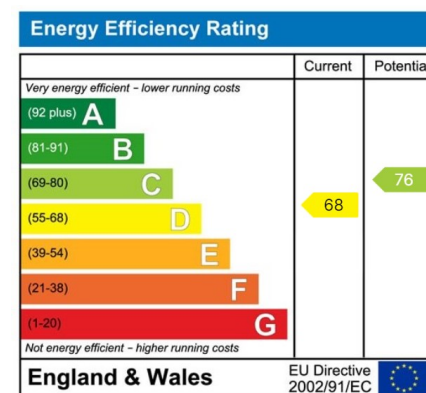 Energy Efficiency Rating
Current Potentia
Very energy efficient – lower running costs
(92 plus) A
(81-91) B
(69-80) C
76
(55-68) D
68
(39-54) E
(21-38) F
(1-20) G
Not energy efficient – higher running costs
England & Wales
EU Directive
2002/91/EC